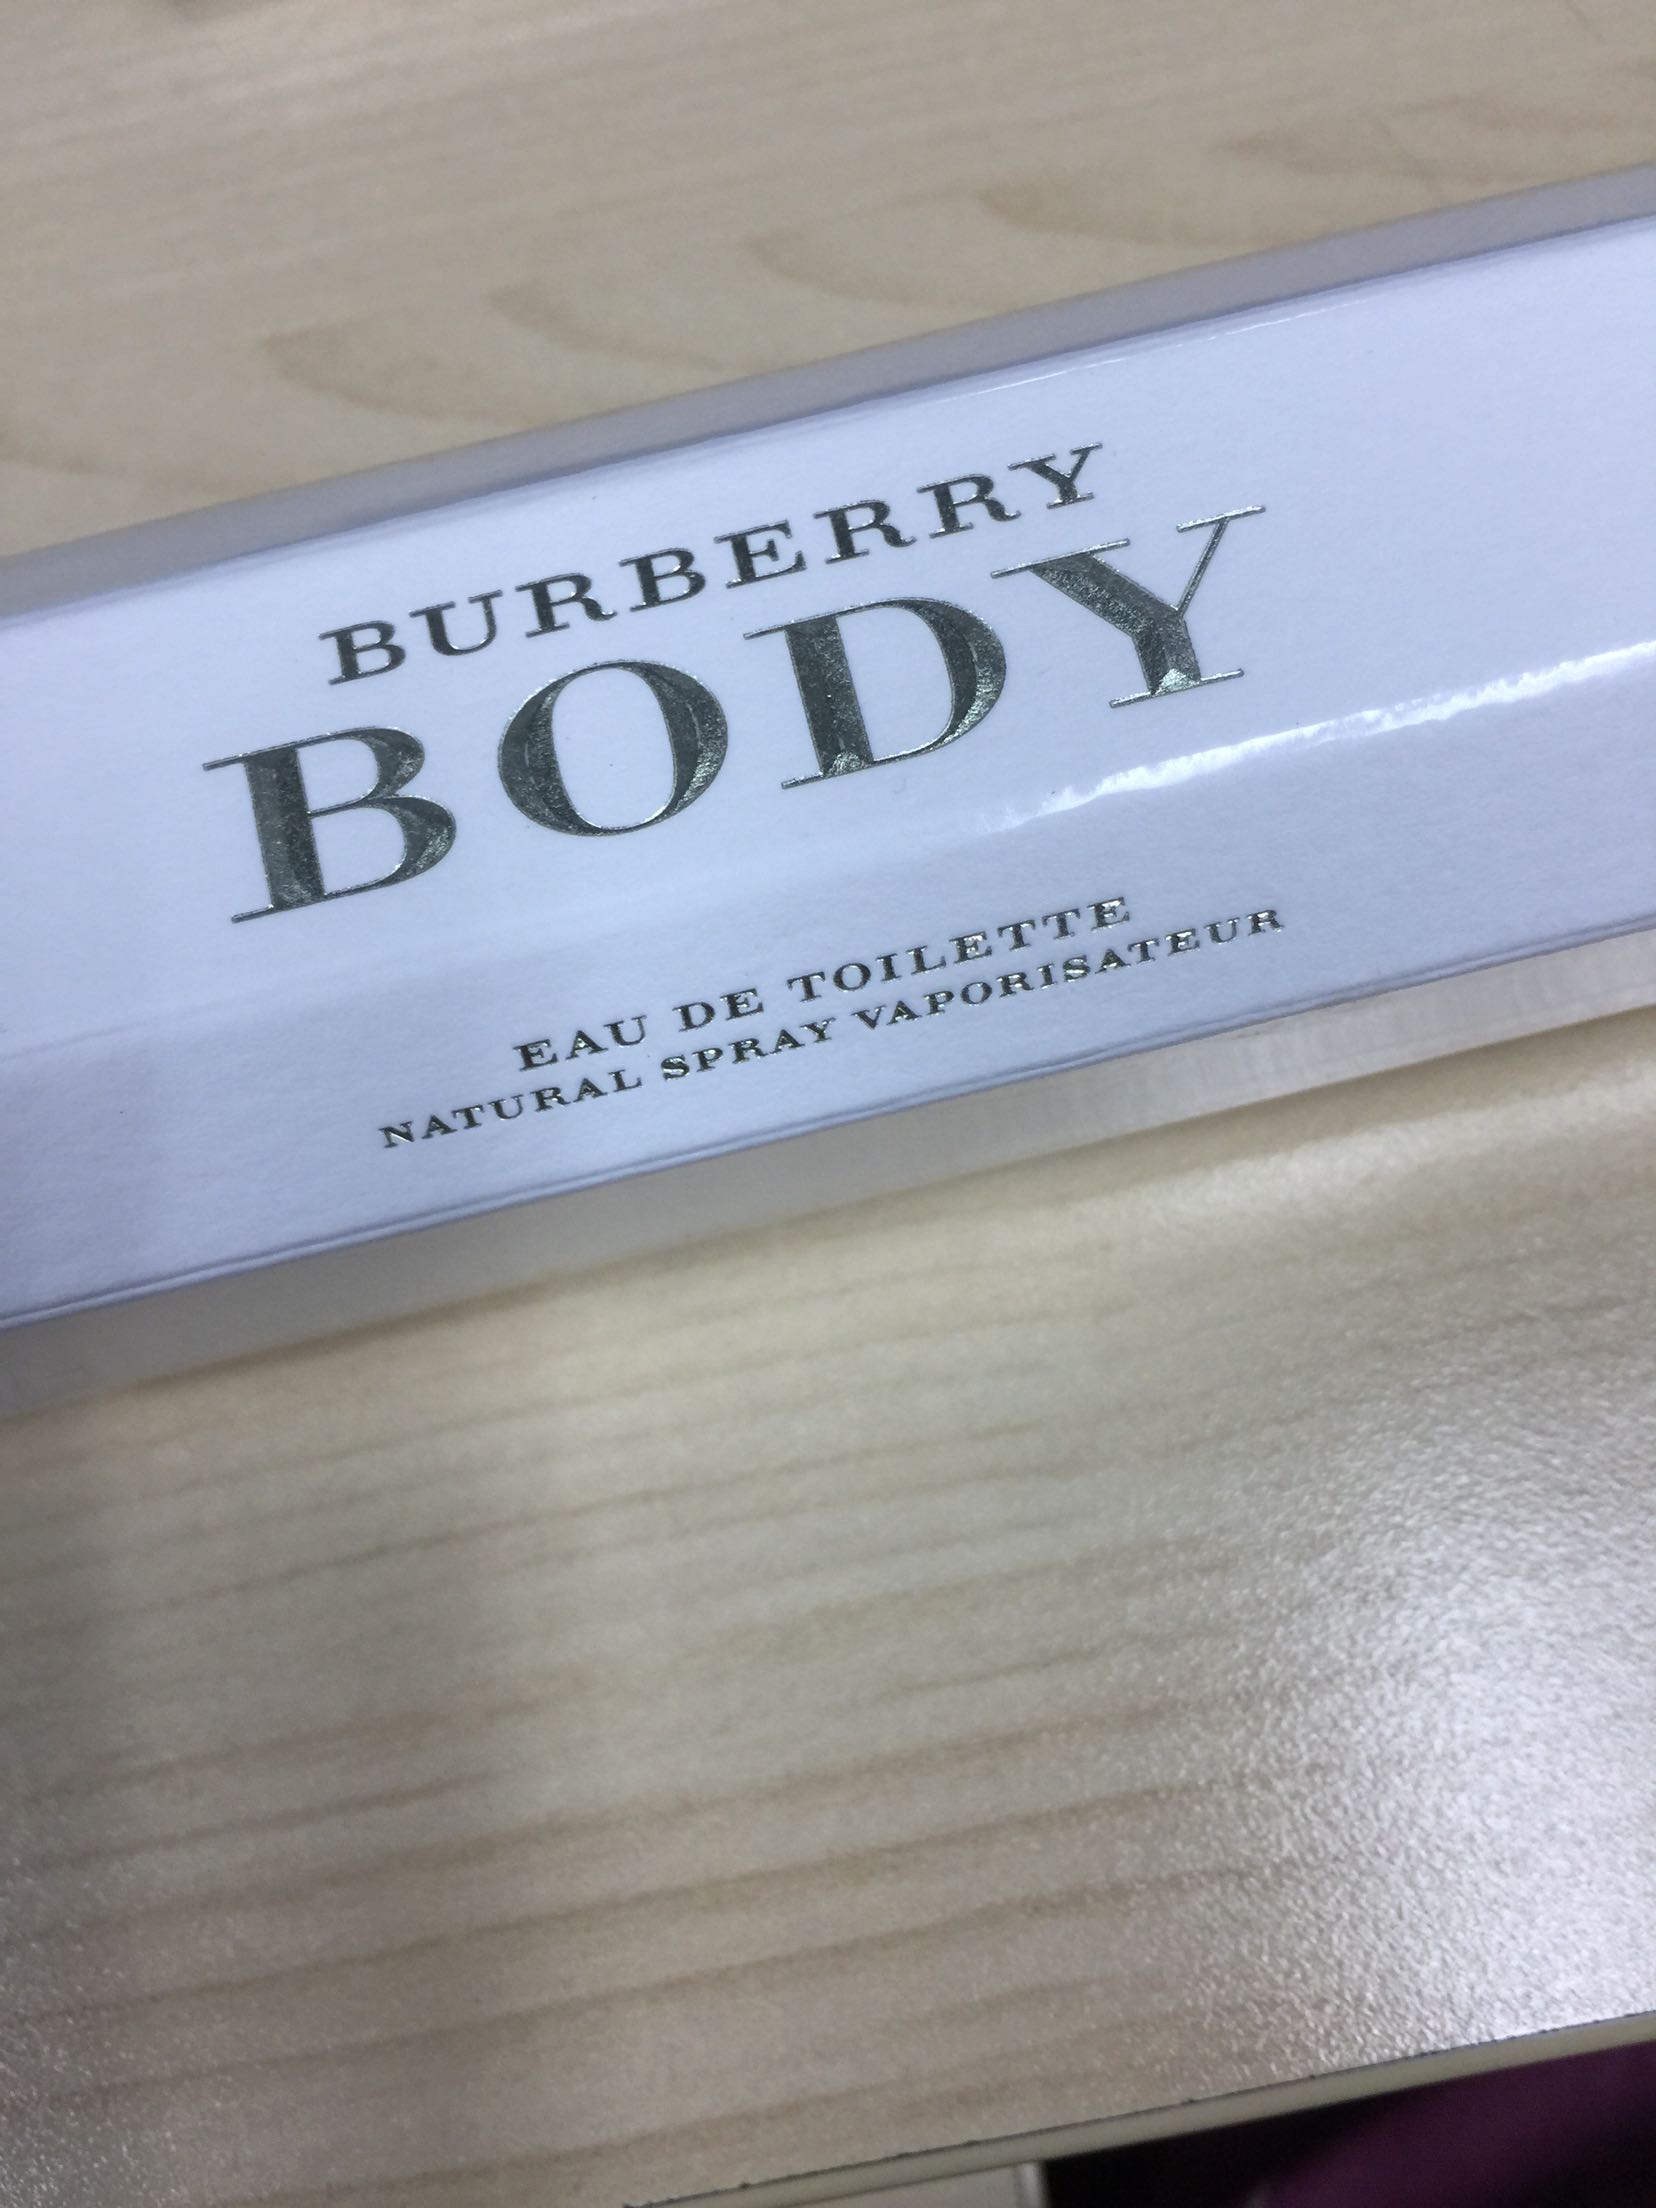 BURBERRY
BODY
EAU DE TOILETTE
NATURAL SPRAY VAPORISATEUR